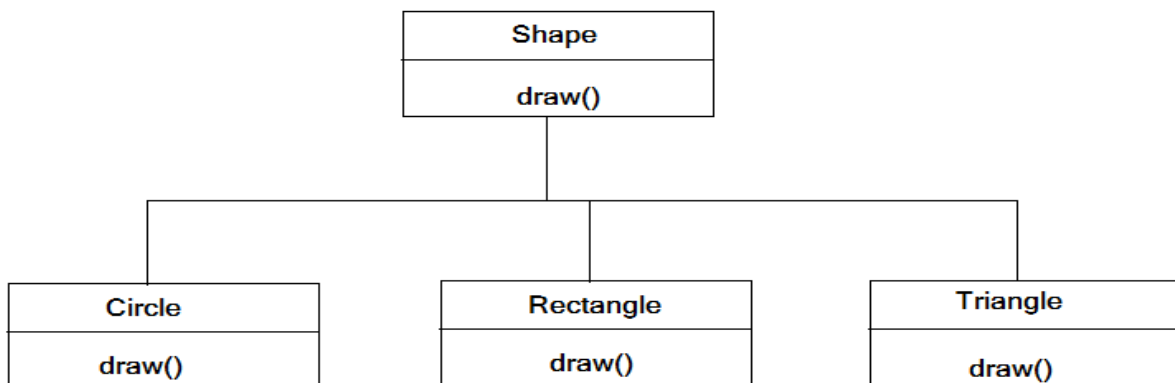 Shape
draw()
Circle
draw()
Rectangle
draw()
Triangle
draw()